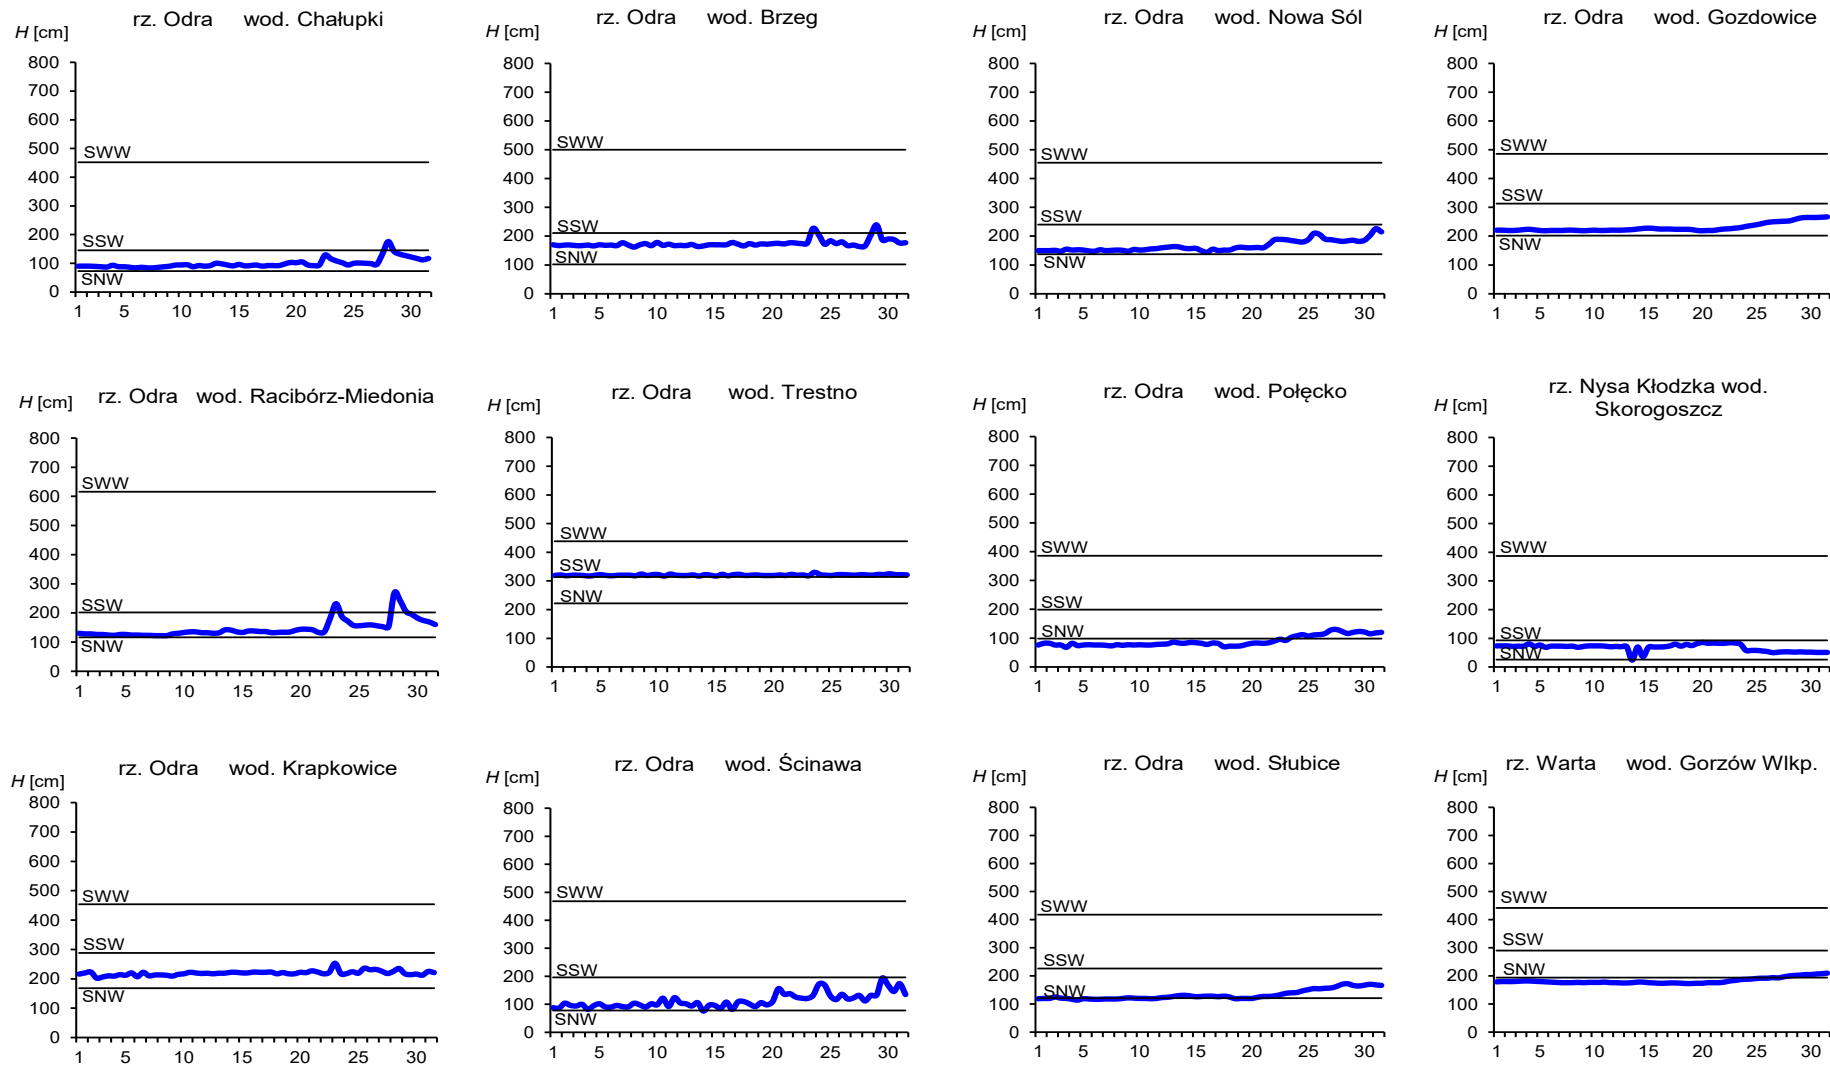 rz. Odra wod. Chałupki
H [cm]
800
700
600
500
400
300
200
100
0
SWW
SSW
SNW
1 5 10 15 20 25 30
rz. Odra wod. Brzeg
H [cm]
800
700
600
500
400
300
200
100
0
SWW
SSW
SNW
1 5 10 15 20 25 30
rz. Odra wod. Nowa Sól
H [cm]
800
700
600
500
400
300
200
100
0
SWW
SSW
SNW
1 5 10 15 20 25 30
rz. Odra wod. Gozdowice
H [cm]
800
700
600
500
400
300
200
100
0
SWW
SSW
SNW
1 5 10 15 20 25 30
rz. Odra wod. Racibórz-Miedonia
H [cm]
800
700
600
500
400
300
200
100
0
SWW
SSW
SNW
1 5 10 15 20 25 30
rz. Odra wod. Trestno
H [cm]
800
700
600
500
400
300
200
100
0
SWW
SSW
SNW
1 5 10 15 20 25 30
rz. Odra wod. Połęcko
H [cm]
800
700
600
500
400
300
200
100
0
SWW
SSW
SNW
1 5 10 15 20 25 30
rz. Nysa Kłodzka wod.
Skorogoszcz
H [cm]
800
700
600
500
400
300
200
100
0
SWW
SSW
SNW
1 5 10 15 20 25 30
rz. Odra wod. Krapkowice
H [cm]
800
700
600
500
400
300
200
100
0
SWW
SSW
SNW
1 5 10 15 20 25 30
rz. Odra wod. Ścinawa
H [cm]
800
700
600
500
400
300
200
100
0
SWW
SSW
SNW
1 5 10 15 20 25 30
rz. Odra wod. Słubice
H [cm]
800
700
600
500
400
300
200
100
0
SWW
SSW
SNW
1 5 10 15 20 25 30
rz. Warta wod. Gorzów Wlkp.
H [cm]
800
700
600
500
400
300
200
100
0
SWW
SSW
SNW
1 5 10 15 20 25 30